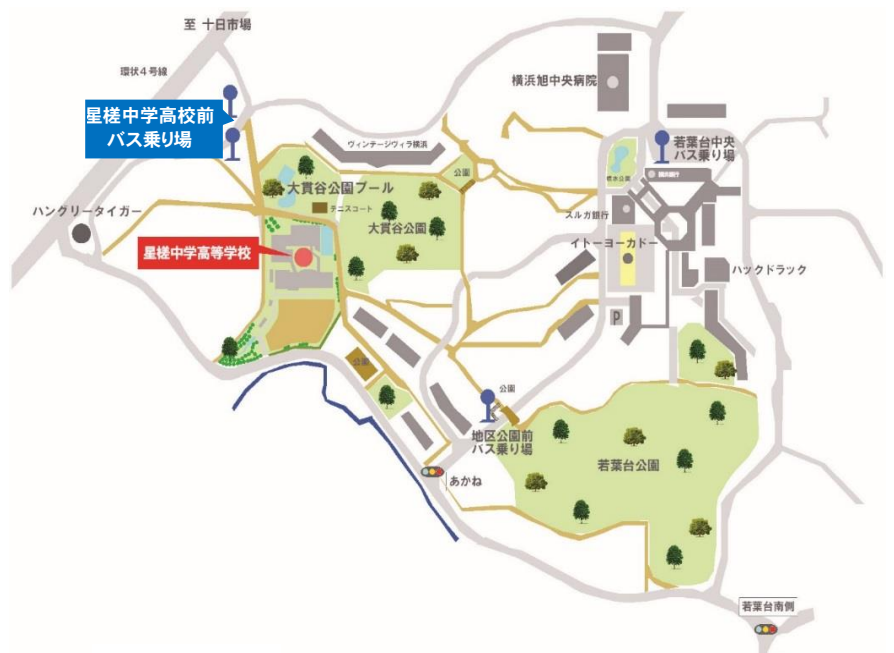 至 十日市場
環状4号線
星槎中学高校前
バス乗り場
横浜旭中央病院
ヴィンテージヴィラ横浜
若葉台中央
バス乗り場
公園
横浜銀行
大貫谷公園プール
ハングリータイガー
テニスコート
大貫谷公園
スルガ銀行
イトーヨーカドー
星槎中学高等学校
ハックドラック
P
公園
公園
地区公園前
バス乗り場
若葉台公園
あかね
若葉台南側